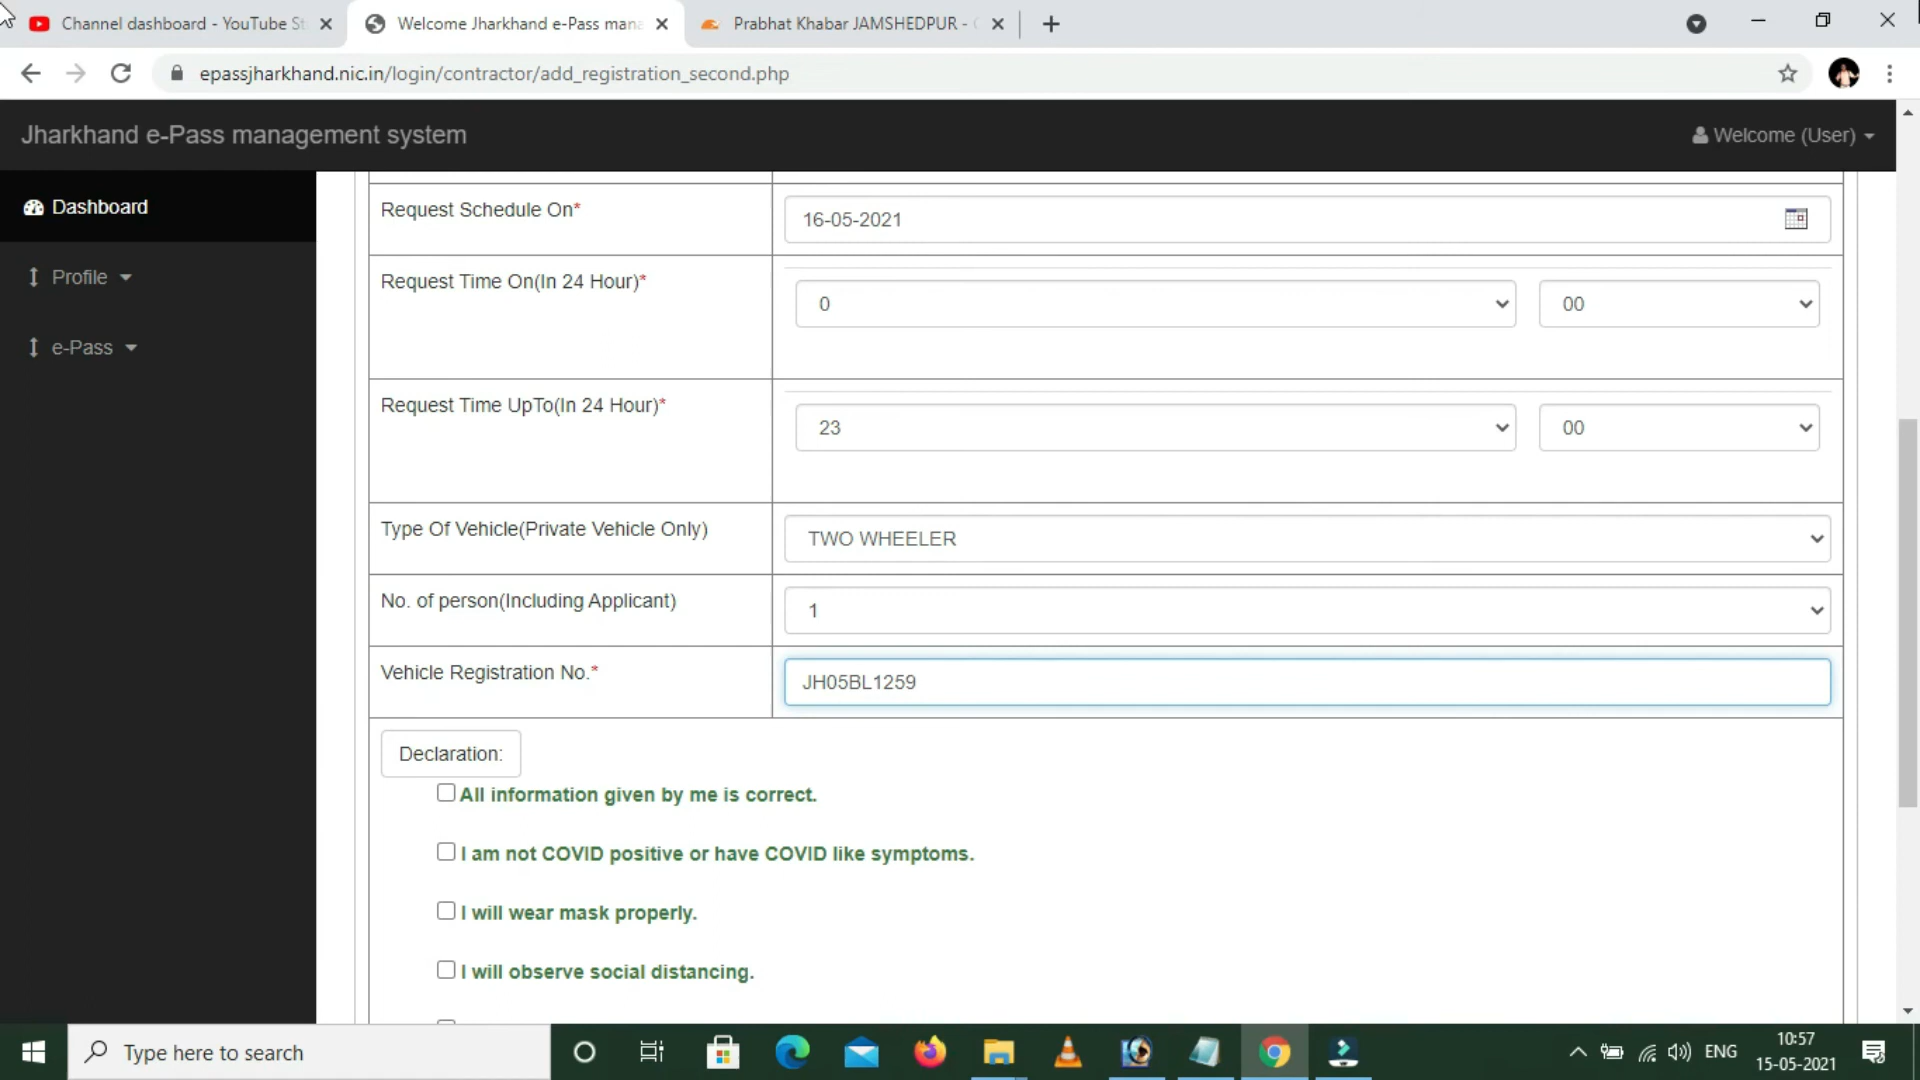 Channel dashboard - YouTube St
Welcome Jharkhand e-Pass mana
Prabhat Khabar JAMSHEDPUR -
epassjharkhand.nic.in/login/contractor/add_registration_second.php
Jharkhand e-Pass management system
Welcome (User)
Dashboard
Profile
e-Pass
Request Schedule On*
16-05-2021
Request Time On(In 24 Hour)*
0
00
Request Time UpTo(In 24 Hour)*
23
00
Type Of Vehicle(Private Vehicle Only)
TWO WHEELER
No. of person(Including Applicant)
1
Vehicle Registration No.*
JH05BL1259
Declaration:
All information given by me is correct.
I am not COVID positive or have COVID like symptoms.
I will wear mask properly.
I will observe social distancing.
Type here to search
ENG
10:57
15-05-2021